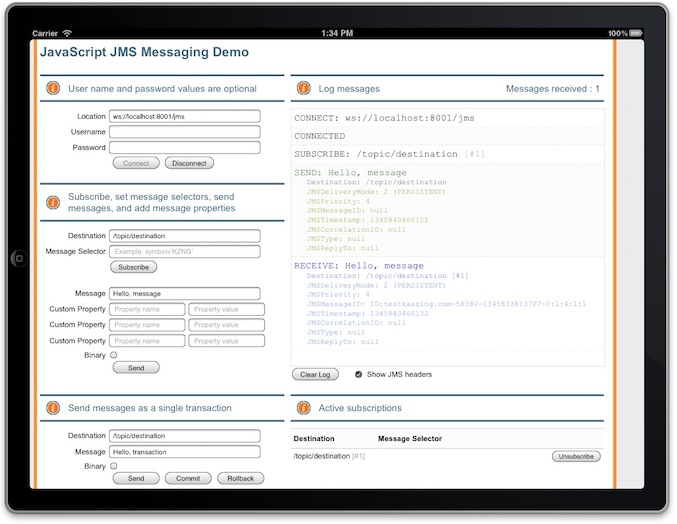 Carrier
1:34 PM
100%
JavaScript JMS Messaging Demo
User name and password values are optional
Location ws://localhost:8001/jms
Username
Password
Connect Disconnect
Subscribe, set message selectors, send
messages, and add message properties
Destination /topic/destination
Message Selector Example: symbol='KZNG'
Subscribe
Message Hello, message
Custom Property Property name Property value
Custom Property Property name Property value
Custom Property Property name Property value
Binary
Send
Send messages as a single transaction
Destination /topic/destination
Message Hello, transaction
Binary
Send Commit Rollback
Log messages Messages received : 1
CONNECT: ws://localhost:8001/jms
CONNECTED
SUBSCRIBE: /topic/destination [#1]
SEND: Hello, message
Destination: /topic/destination
JMSDeliveryMode: 2 (PERSISTENT)
JMSPriority: 4
JMSMessageID: null
JMSTimestamp: 1345840466105
JMSCorrelationID: null
JMSType: null
JMSReplyTo: null
RECEIVE: Hello, message
Destination: /topic/destination [#1]
JMSDeliveryMode: 2 (PERSISTENT)
JMSPriority: 4
JMSMessageID: ID:testkaazing.com-58380-1345833813707-0:1:4:1:1
JMSTimestamp: 1345840466132
JMSCorrelationID: null
JMSType: null
JMSReplyTo: null
Clear Log Show JMS headers
Active subscriptions
Destination Message Selector
/topic/destination [#1] Unsubscribe